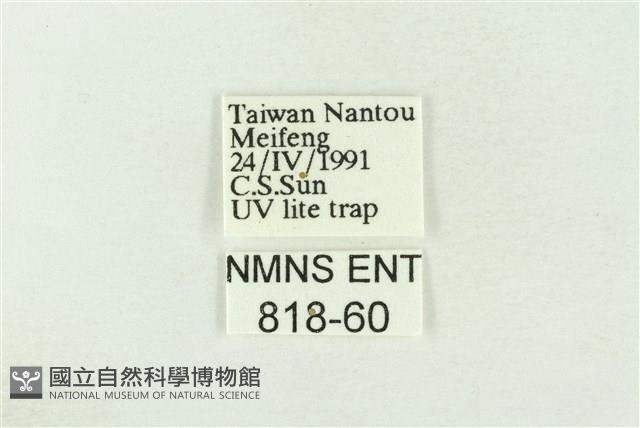 Taiwan Nantou
Meifeng
24/IV/1991
C.S.Sun
UV lite trap
NMNS ENT
818-60
國立自然科學博物館
NATIONAL MUSEUM OF NATURAL SCIENCE